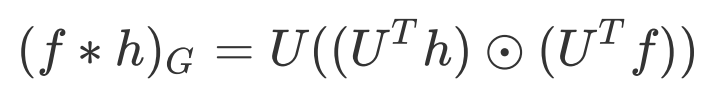 (f * h)_G = U((U^T h) ⊙ (U^T f))